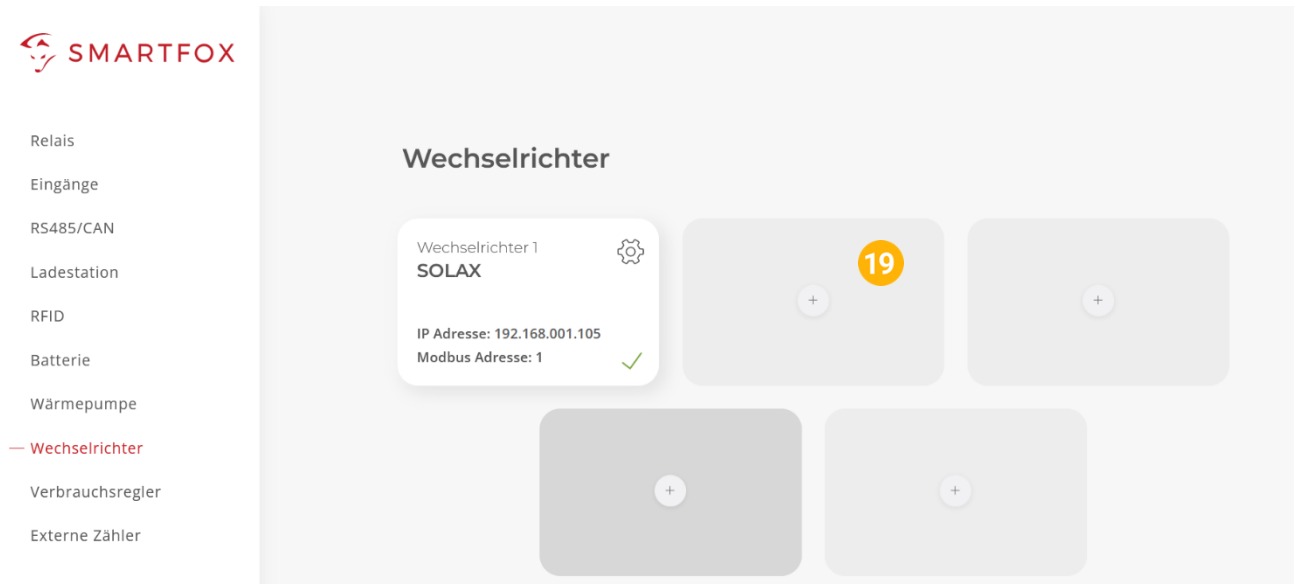 SMARTFOX
Relais
Eingänge
RS485/CAN
Ladestation
RFID
Batterie
Wärmepumpe
Wechselrichter
Verbrauchsregler
Externe Zähler
Wechselrichter
Wechselrichter 1
SOLAX
IP Adresse: 192.168.001.105
Modbus Adresse: 1
19
+
+
+
+